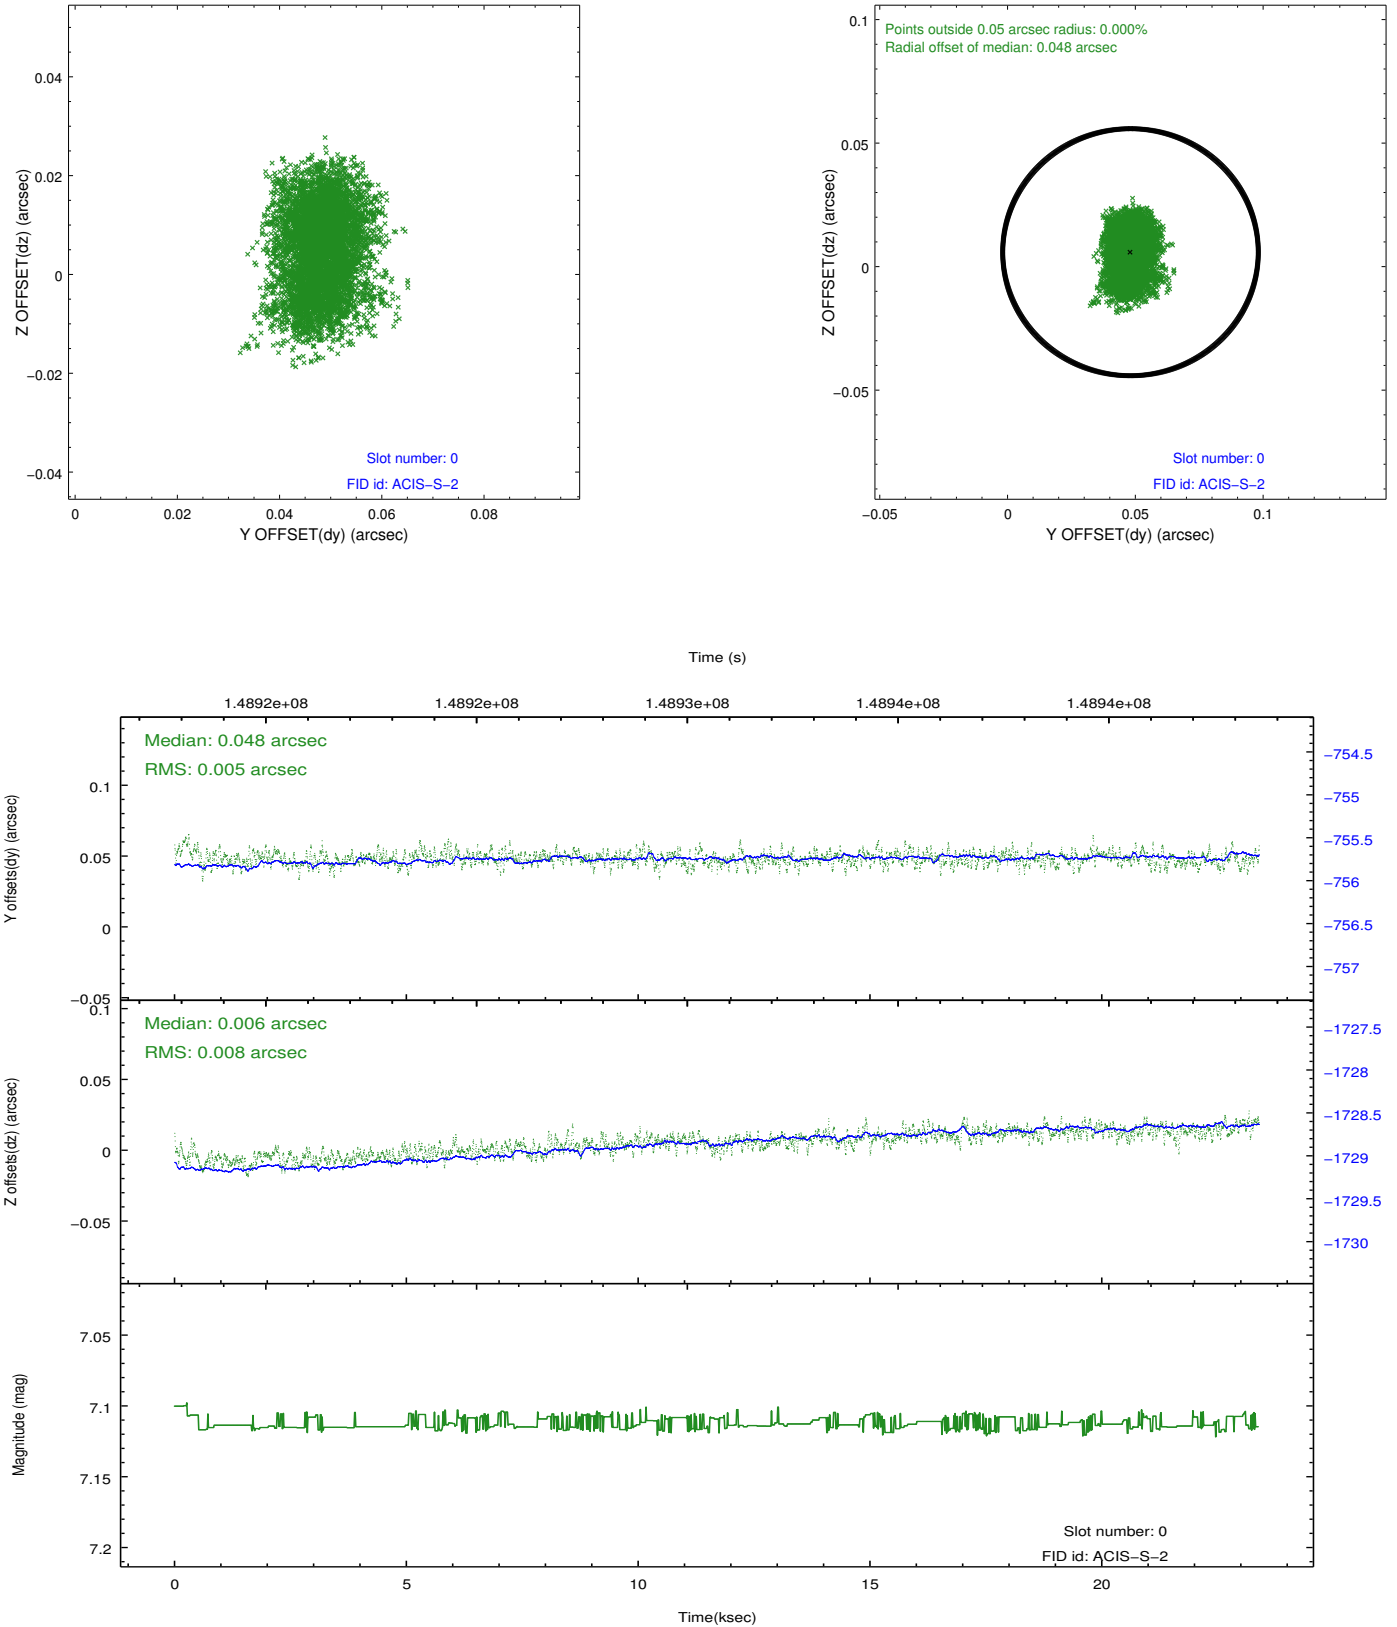 0.04
0.02
0
−0.02
−0.04
Z OFFSET(dz) (arcsec)
Slot number: 0
FID id: ACIS−S−2
0
0.02
0.04
0.06
0.08
Y OFFSET(dy) (arcsec)
Points outside 0.05 arcsec radius: 0.000%
Radial offset of median: 0.048 arcsec
0.1
0.05
0
−0.05
Z OFFSET(dz) (arcsec)
Slot number: 0
FID id: ACIS−S−2
−0.05
0
0.05
0.1
Y OFFSET(dy) (arcsec)
Time (s)
1.4892e+08
1.4892e+08
1.4893e+08
1.4894e+08
1.4894e+08
Median: 0.048 arcsec
RMS: 0.005 arcsec
Y offsets(dy) (arcsec)
0.1
0.05
0
−0.05
−754.5
−755
−755.5
−756
−756.5
−757
Median: 0.006 arcsec
RMS: 0.008 arcsec
Z offsets(dz) (arcsec)
0.1
0.05
0
−0.05
−1727.5
−1728
−1728.5
−1729
−1729.5
−1730
Magnitude (mag)
7.05
7.1
7.15
7.2
Slot number: 0
FID id: ACIS−S−2
0
5
10
15
20
Time(ksec)